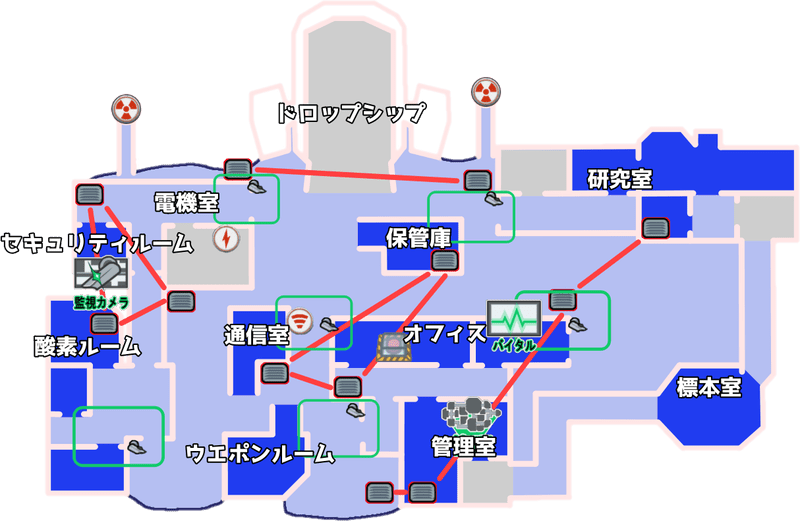 ドロップシップ
研究室
電機室
セキュリティルーム
保管庫
監視カメラ
通信室
オフィス
バイタル
酸素ルーム
標本室
ウエポンルーム
管理室